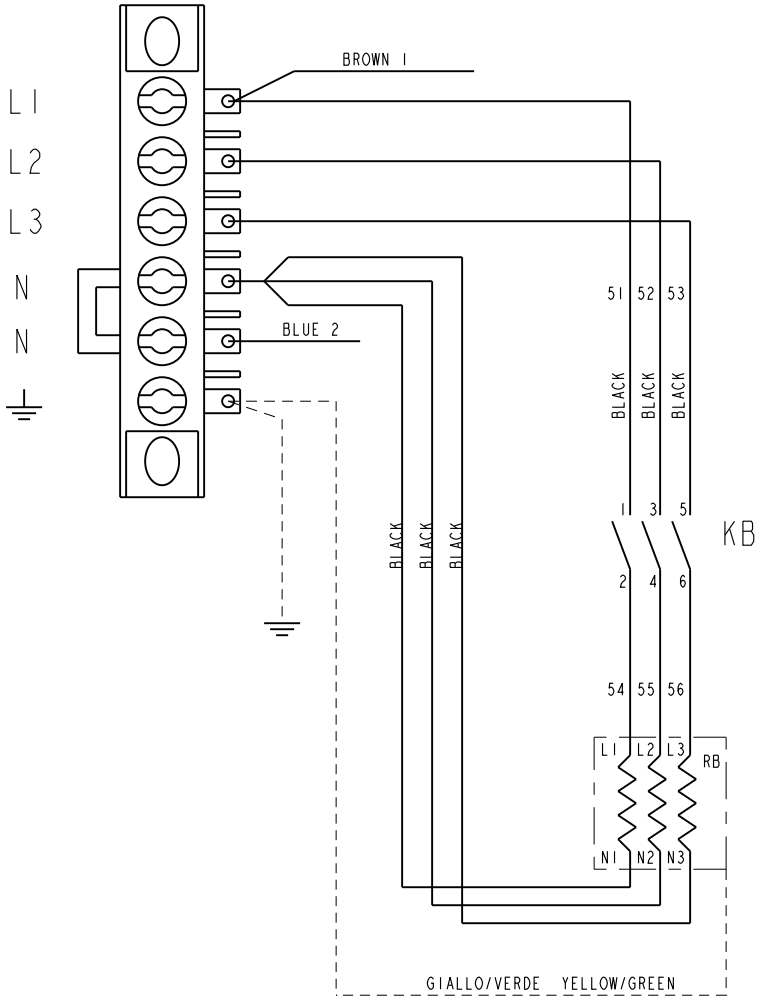 BROWN 1
L1
L2
L3
N
N
BLUE 2
51 52 53
BLACK BLACK BLACK
1 3 5
KB
2 4 6
BLACK BLACK BLACK
54 55 56
L1 L2 L3
RB
N1 N2 N3
GIALLO/VERDE YELLOW/GREEN